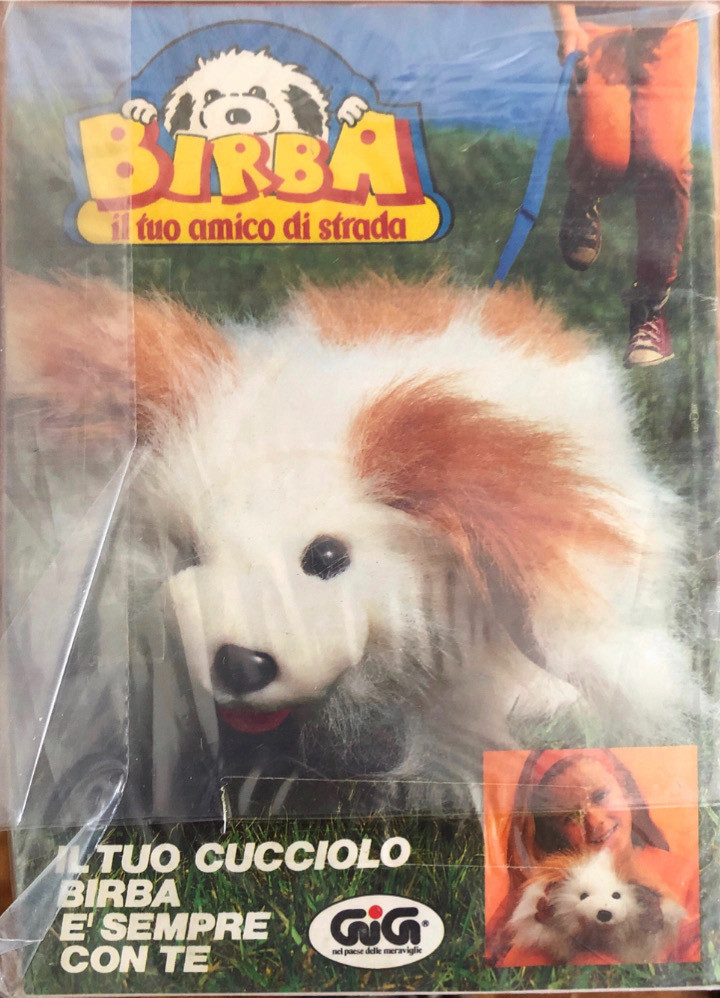 BIRBA
il tuo amico di strada
IL TUO CUCCIOLO
BIRBA
E' SEMPRE
CON TE
GiG®
nel paese delle meraviglie